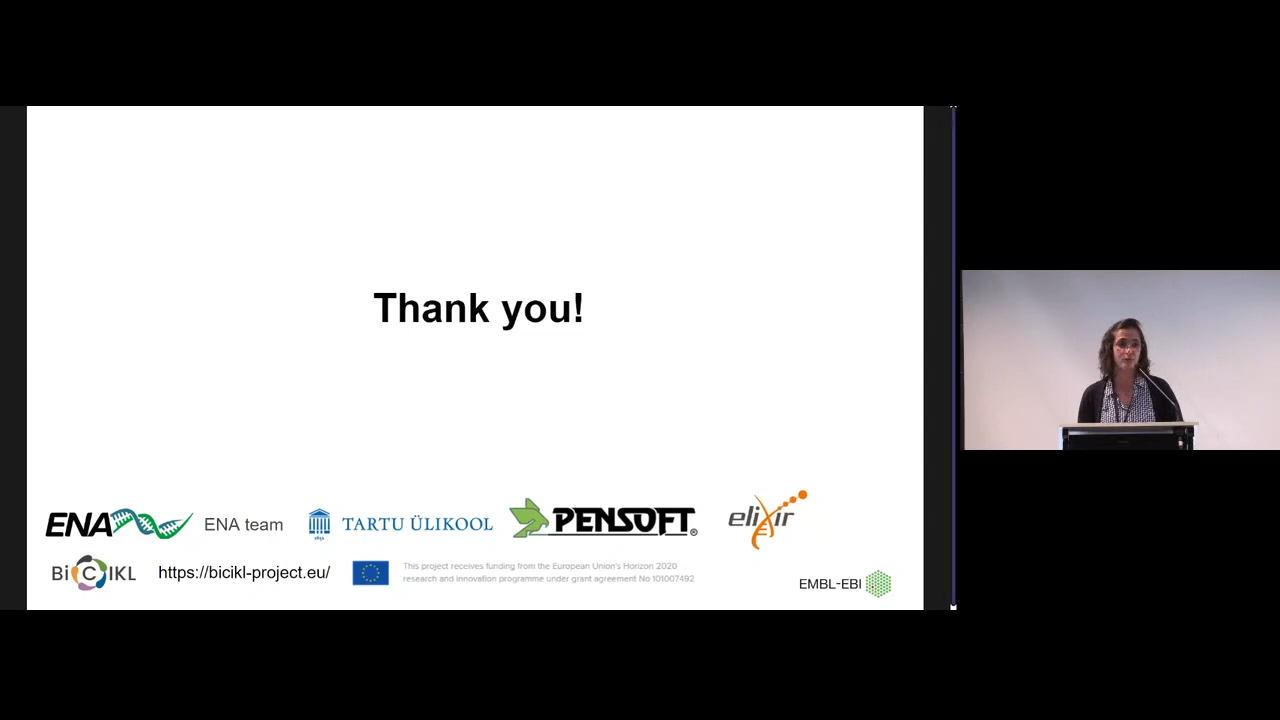 Thank you!
ENA
ENA team
TARTU ÜLIKOOL
PENSOFT®
elixir
BiCIKL
https://bicikl-project.eu/
This project receives funding from the European Union's Horizon 2020
research and innovation programme under grant agreement No 101007492
EMBL-EBI